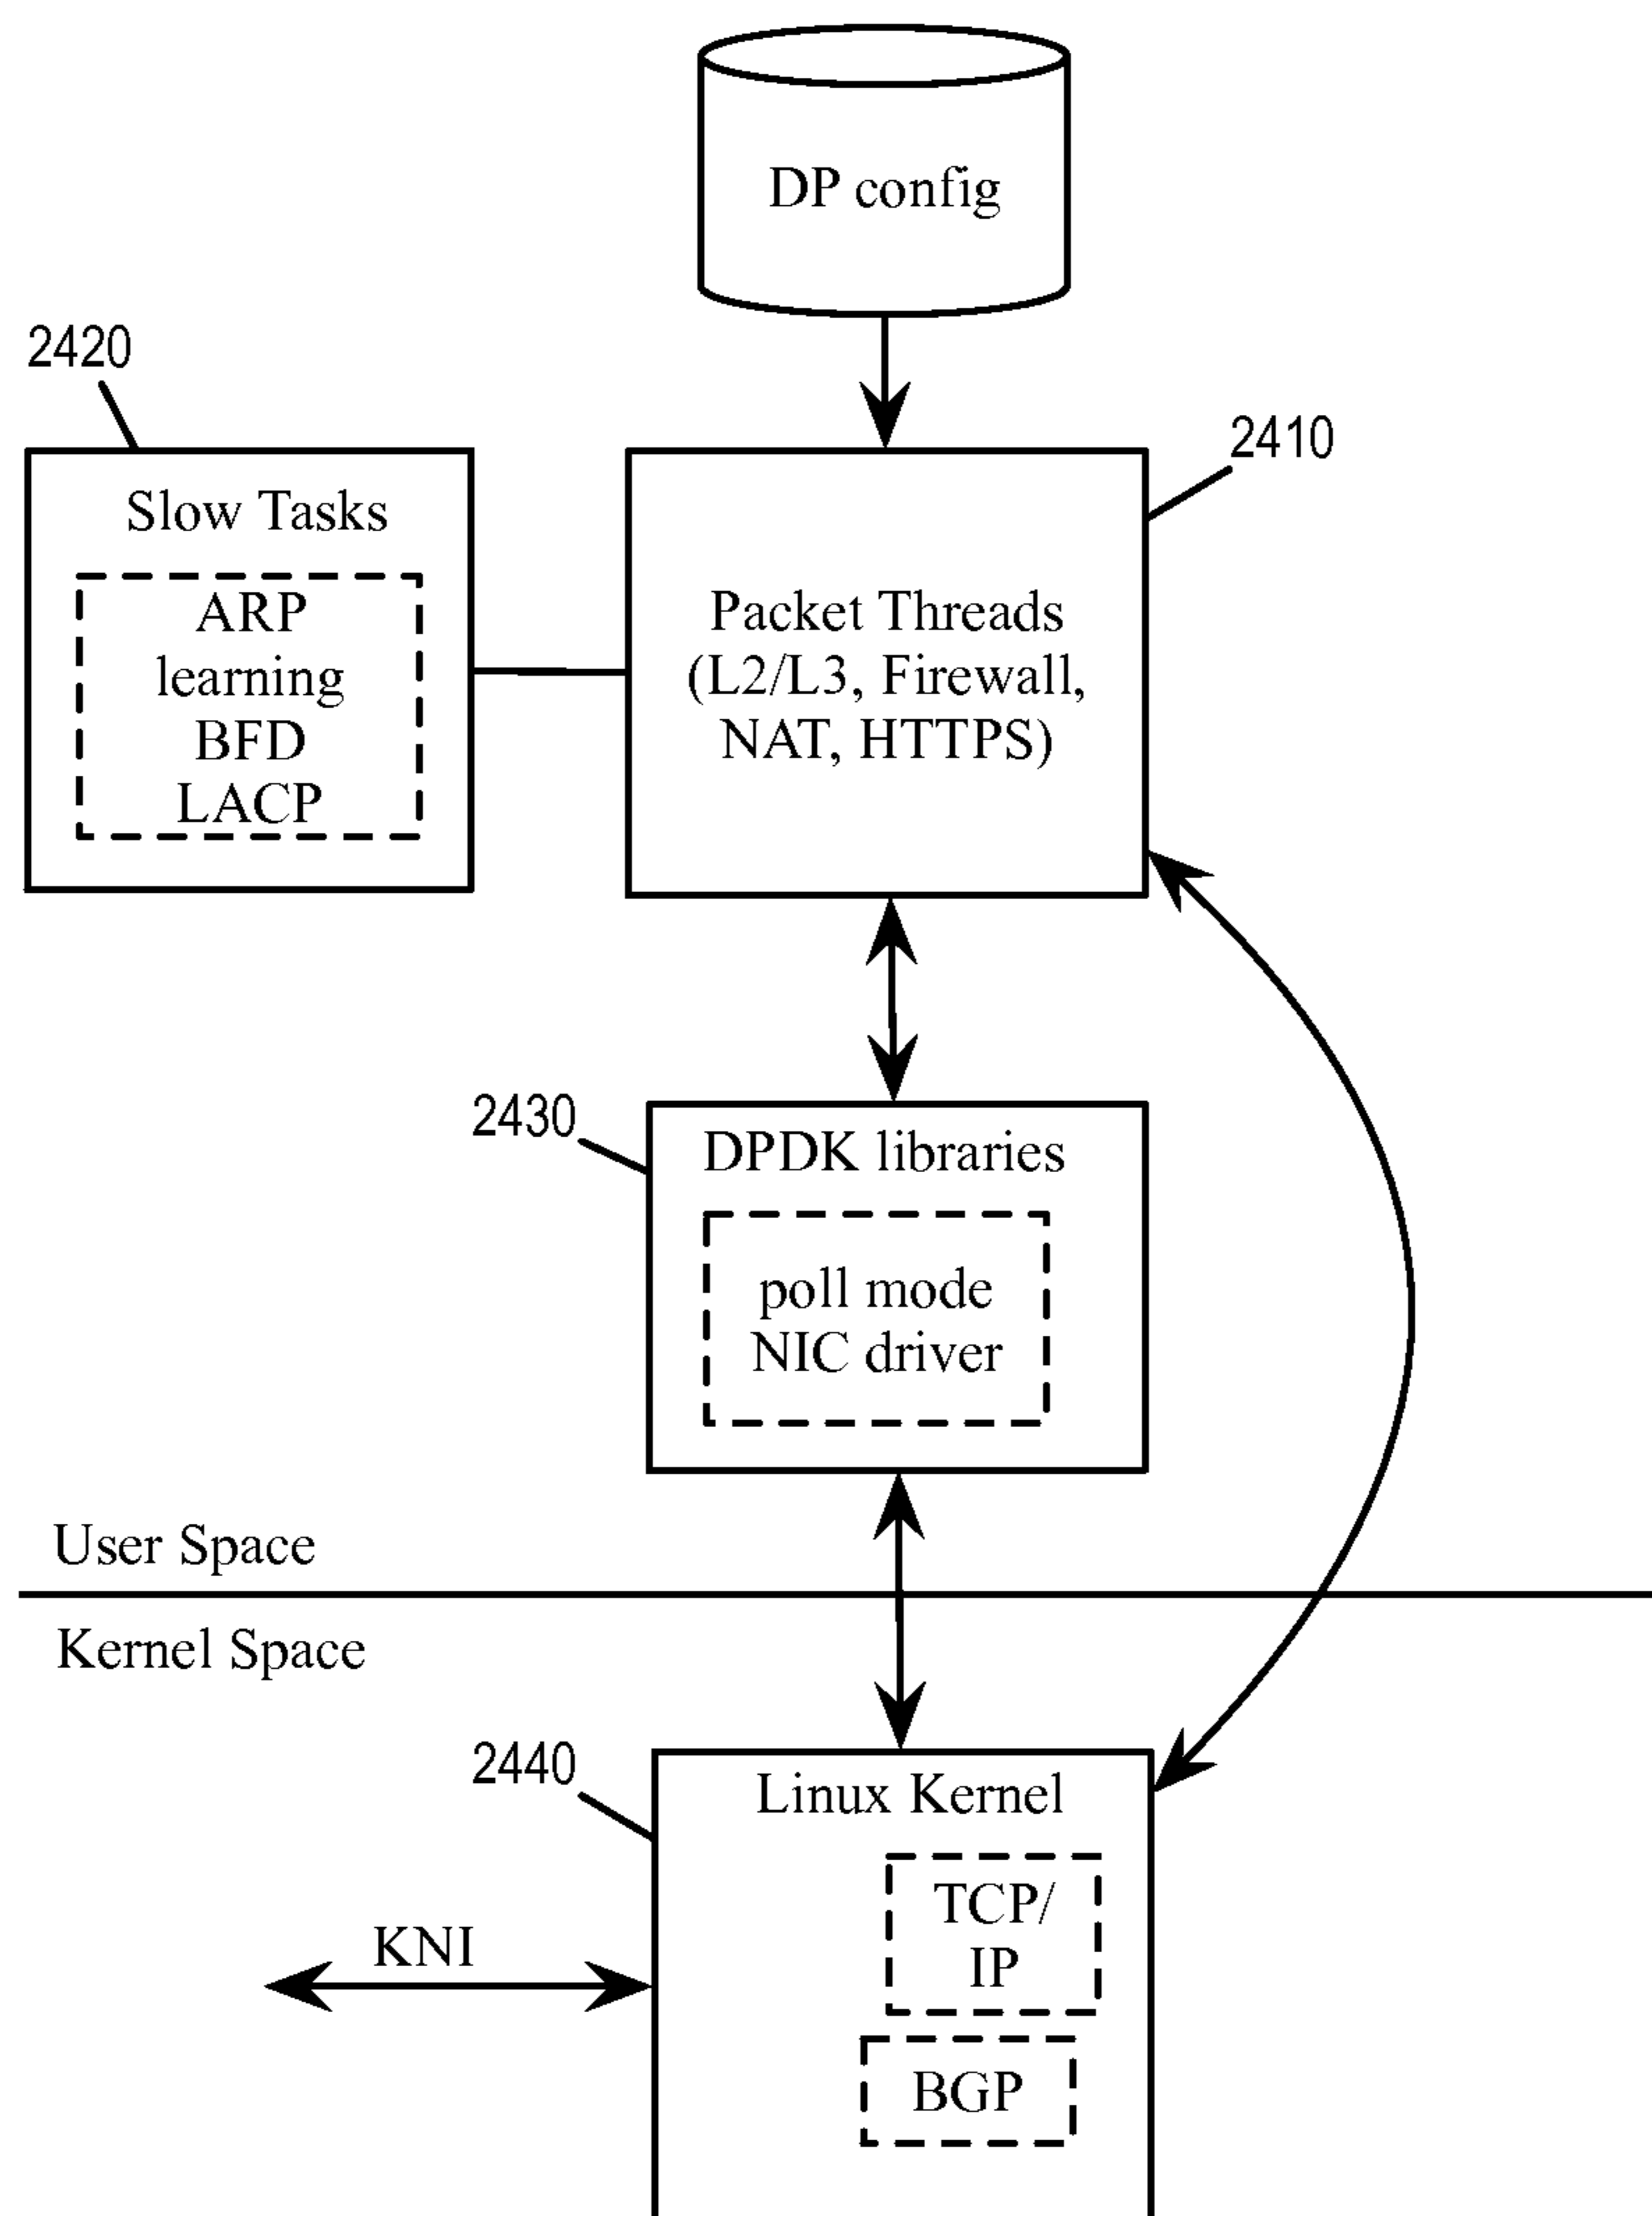 DP config
2420
2410
Slow Tasks
ARP
learning
BFD
LACP
Packet Threads
(L2/L3, Firewall,
NAT, HTTPS)
2430
DPDK libraries
poll mode
NIC driver
User Space
Kernel Space
2440
Linux Kernel
TCP/
IP
KNI
BGP